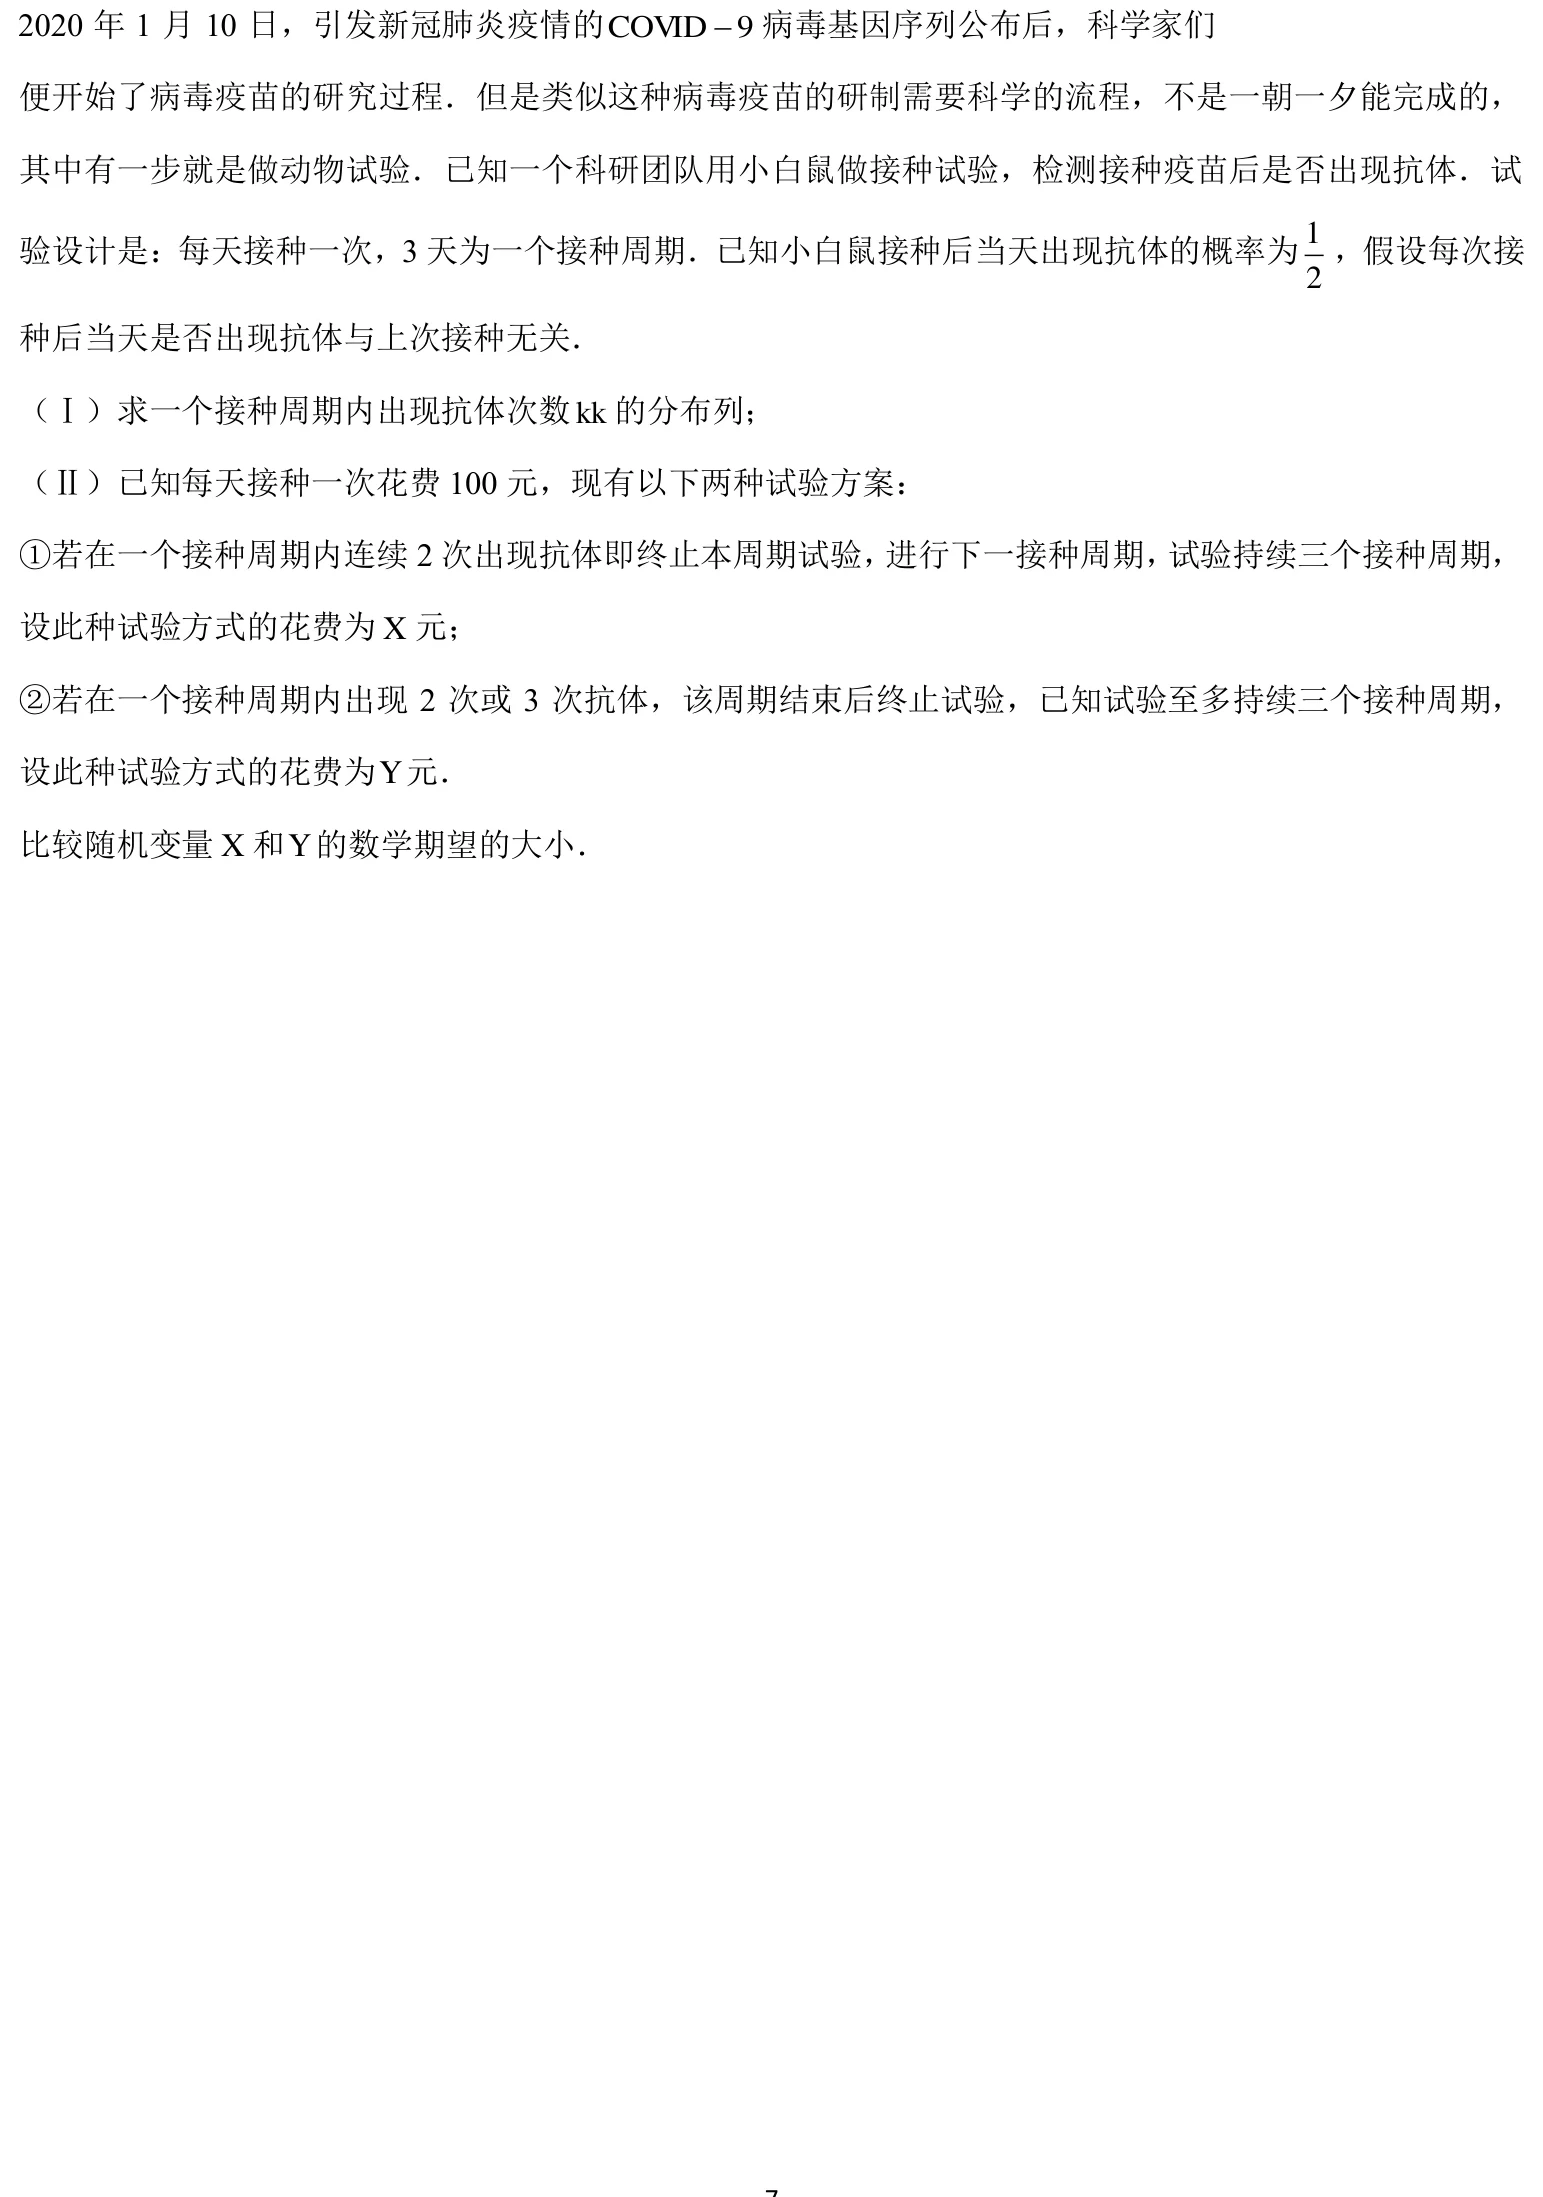 2020 年 1 月 10 日，引发新冠肺炎疫情的COVID－9 病毒基因序列公布后，科学家们
便开始了病毒疫苗的研究过程．但是类似这种病毒疫苗的研制需要科学的流程，不是一朝一夕能完成的，
其中有一步就是做动物试验．已知一个科研团队用小白鼠做接种试验，检测接种疫苗后是否出现抗体．试
验设计是：每天接种一次，3 天为一个接种周期．已知小白鼠接种后当天出现抗体的概率为1/2，假设每次接
种后当天是否出现抗体与上次接种无关．
（Ⅰ）求一个接种周期内出现抗体次数kk 的分布列；
（Ⅱ）已知每天接种一次花费 100 元，现有以下两种试验方案：
①若在一个接种周期内连续 2 次出现抗体即终止本周期试验，进行下一接种周期，试验持续三个接种周期，
设此种试验方式的花费为 X 元；
②若在一个接种周期内出现 2 次或 3 次抗体，该周期结束后终止试验，已知试验至多持续三个接种周期，
设此种试验方式的花费为Y元．
比较随机变量 X 和Y的数学期望的大小．
7